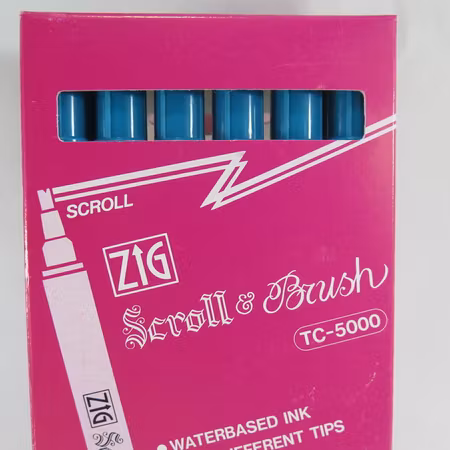 SCROLL
ZIG
Scroll & Brush
TC-5000
WATERBASED INK
DIFFERENT TIPS
ZIG